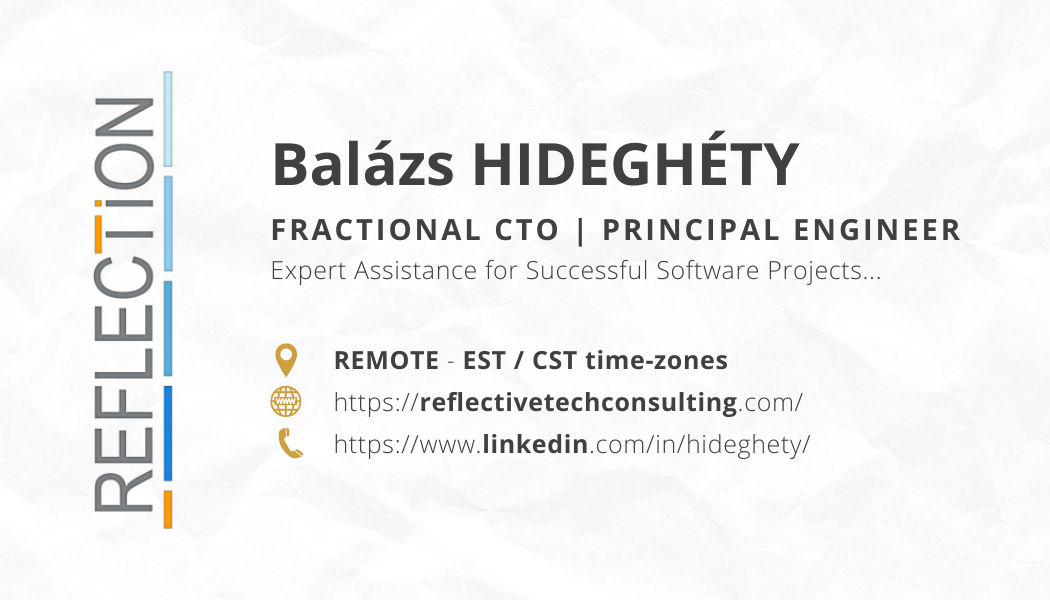 REFLECTiON
Balázs HIDEGHÉTY
FRACTIONAL CTO | PRINCIPAL ENGINEER
Expert Assistance for Successful Software Projects...
REMOTE - EST / CST time-zones
https://reflectivetechconsulting.com/
https://www.linkedin.com/in/hideghety/